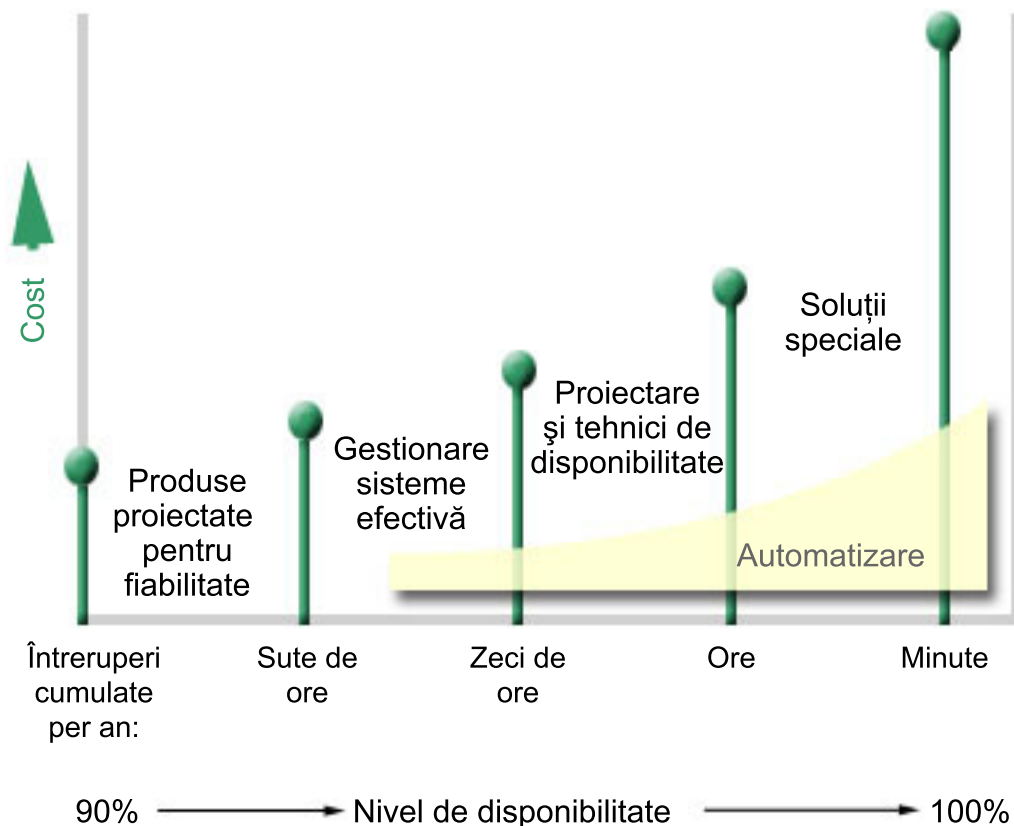 Cost
Soluții
speciale
Proiectare
şi tehnici de
disponibilitate
Gestionare
sisteme
efectivă
Produse
proiectate
pentru
fiabilitate
Automatizare
Întreruperi
cumulate
per an:
Sute de
ore
Zeci de
ore
Ore
Minute
90%
Nivel de disponibilitate
100%